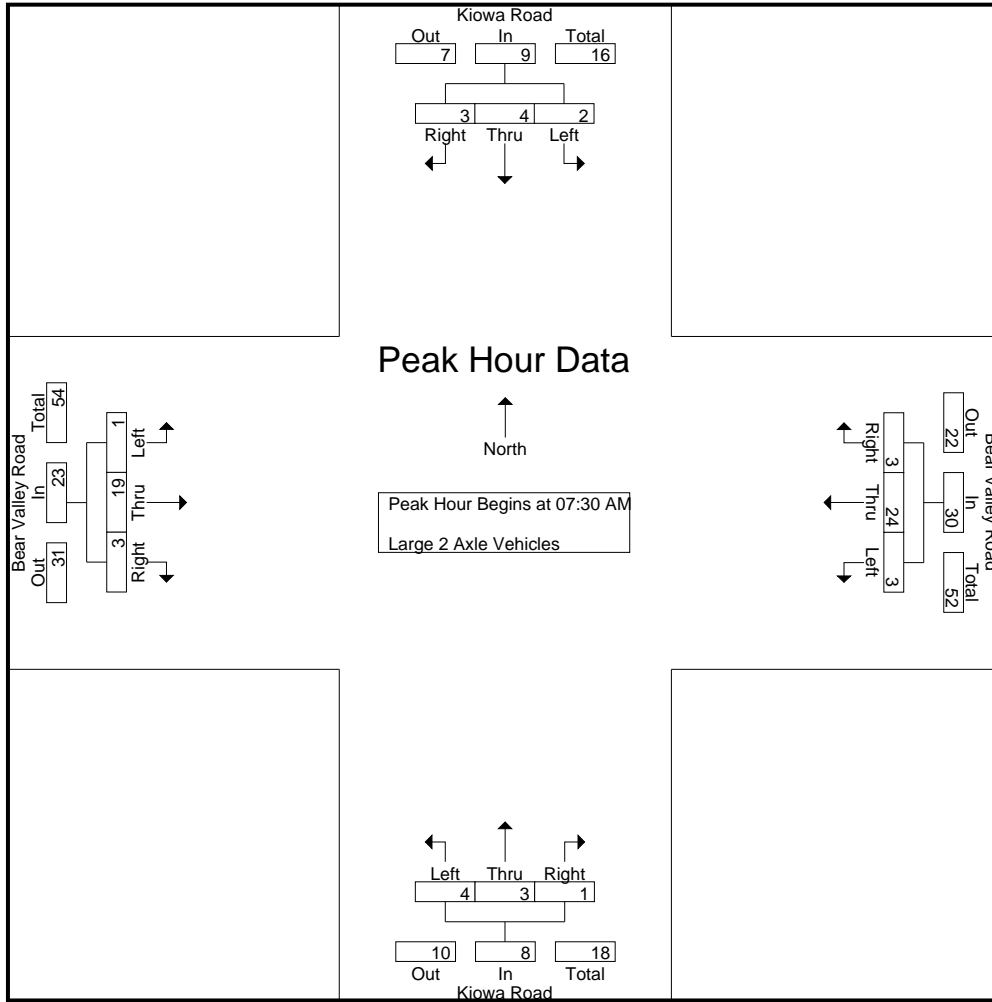 Kiowa Road
Out In Total
7 9 16
3 4 2
Right Thru Left
Peak Hour Data
North
Peak Hour Begins at 07:30 AM
Large 2 Axle Vehicles
Bear Valley Road
Out In Total
31 23 54
Right Thru Left
3 19 1
Bear Valley Road
Out In Total
22 30 52
Right Thru Left
3 24 3
Left Thru Right
4 3 1
10 8 18
Out In Total
Kiowa Road